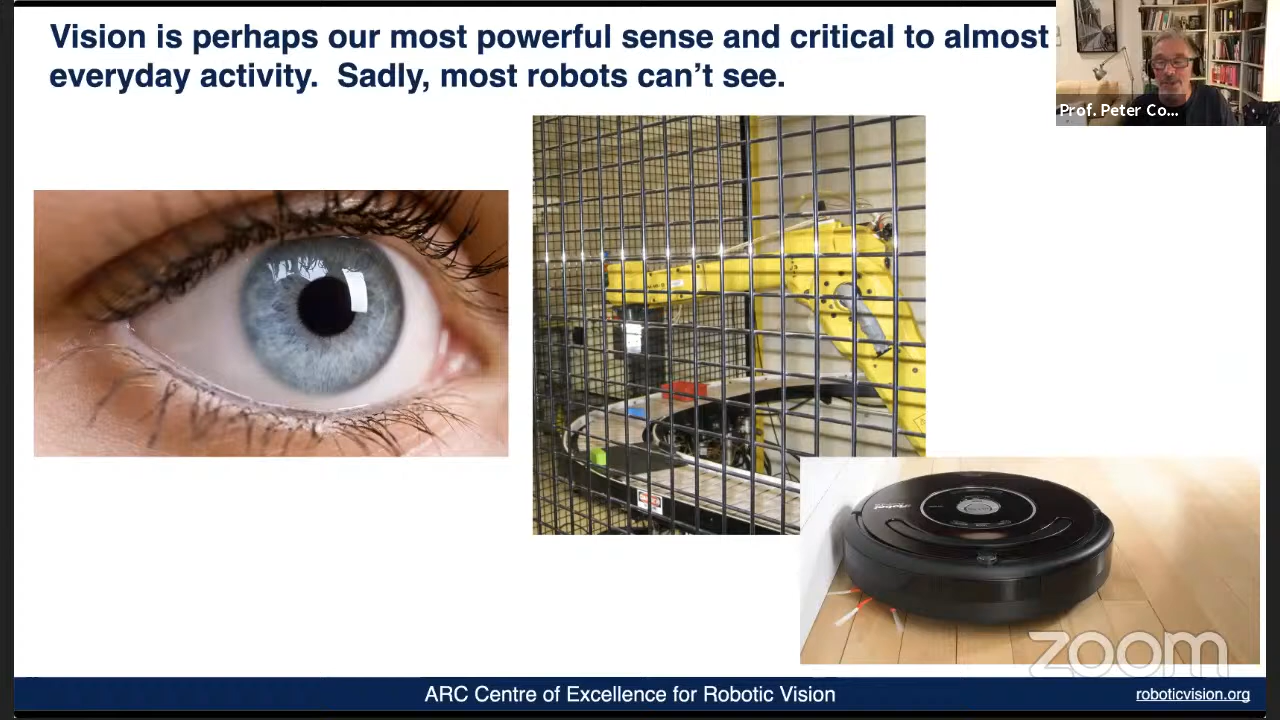 Vision is perhaps our most powerful sense and critical to almost
everyday activity.  Sadly, most robots can't see.
Prof. Peter Co...
zoom
ARC Centre of Excellence for Robotic Vision
roboticvision.org